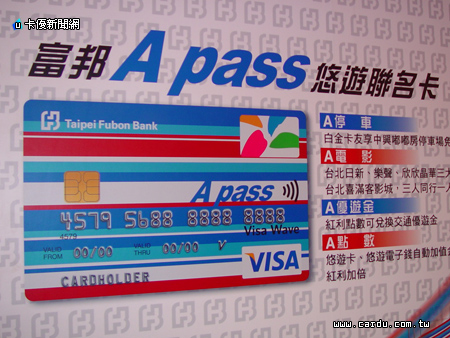 u 卡優新聞網
富邦 A pass 悠遊聯名卡
Taipei Fubon Bank
A pass
4579 5688 8888 8888
4579
Visa Wave
VALID FROM 00/00 VALID THRU 00/00 V
CARDHOLDER
VISA
A停車
白金卡友享中興嘟嘟房停車場免
A電影
台北日新、樂聲、欣欣晶華三大
台北喜滿客影城,三人同行一人
A優遊金
紅利點數可兌換交通優遊金
A點數
悠遊卡、悠遊電子錢自動加值金
紅利加倍
www.cardu.com.tw